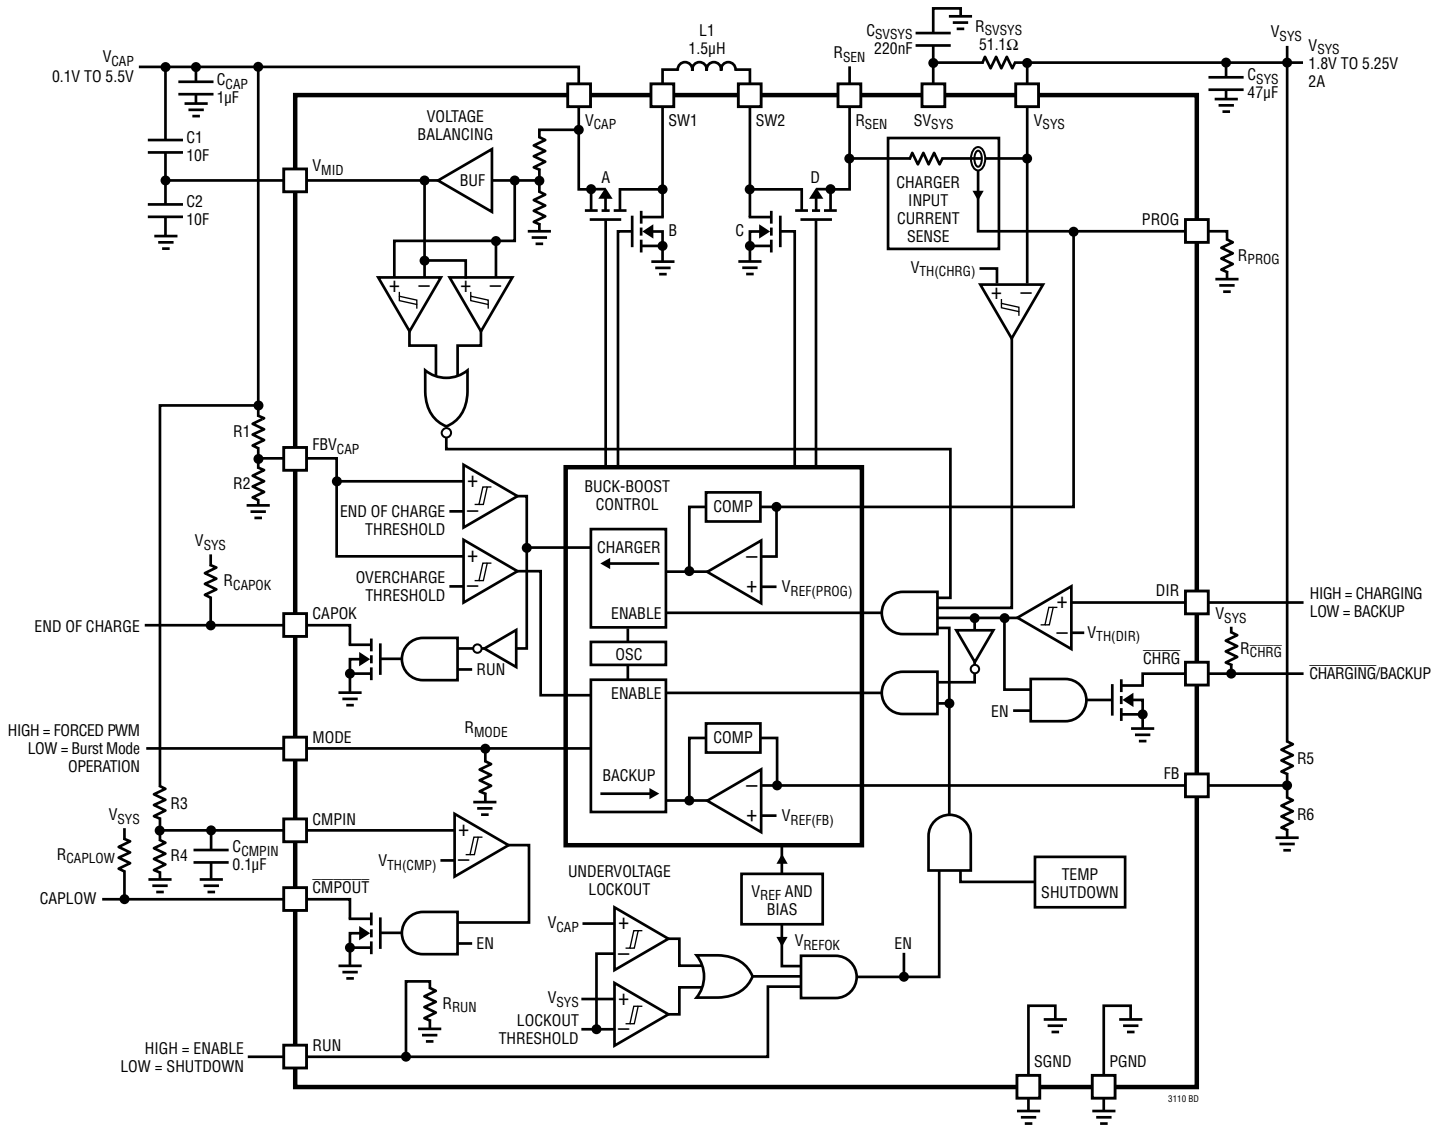 L1
1.5µH
CSVSYS
220nF
RSVSYS
51.1Ω
VSYS
VSYS
1.8V TO 5.25V
2A
VCAP
0.1V TO 5.5V
CCAP
1µF
RSEN
CSYS
47µF
VOLTAGE
BALANCING
VCAP
SW1
SW2
RSEN
SVSYS
VSYS
C1
10F
VMID
BUF
A
D
B
C
CHARGER
INPUT
CURRENT
SENSE
C2
10F
PROG
RPROG
VTH(CHRG)
+
–
+
–
+
–
R1
FBVCAP
R2
+
–
END OF CHARGE
THRESHOLD
BUCK-BOOST
CONTROL
COMP
CHARGER
–
+
VREF(PROG)
VSYS
RCAPOK
OVERCHARGE
THRESHOLD
+
–
ENABLE
DIR
+
–
VTH(DIR)
HIGH = CHARGING
LOW = BACKUP
VSYS
RCHRG
END OF CHARGE
CAPOK
RUN
OSC
CHRG
CHARGING/BACKUP
ENABLE
EN
HIGH = FORCED PWM
LOW = Burst Mode
OPERATION
MODE
RMODE
COMP
BACKUP
–
+
VREF(FB)
FB
R5
R6
R3
VSYS
RCAPLOW
R4
CMPIN
CCMPIN
0.1µF
+
–
VTH(CMP)
CAPLOW
CMPOUT
EN
UNDERVOLTAGE
LOCKOUT
VREF AND
BIAS
TEMP
SHUTDOWN
VCAP
+
–
VREFOK
EN
VSYS
+
–
LOCKOUT
THRESHOLD
RRUN
HIGH = ENABLE
LOW = SHUTDOWN
RUN
SGND
PGND
3110 BD